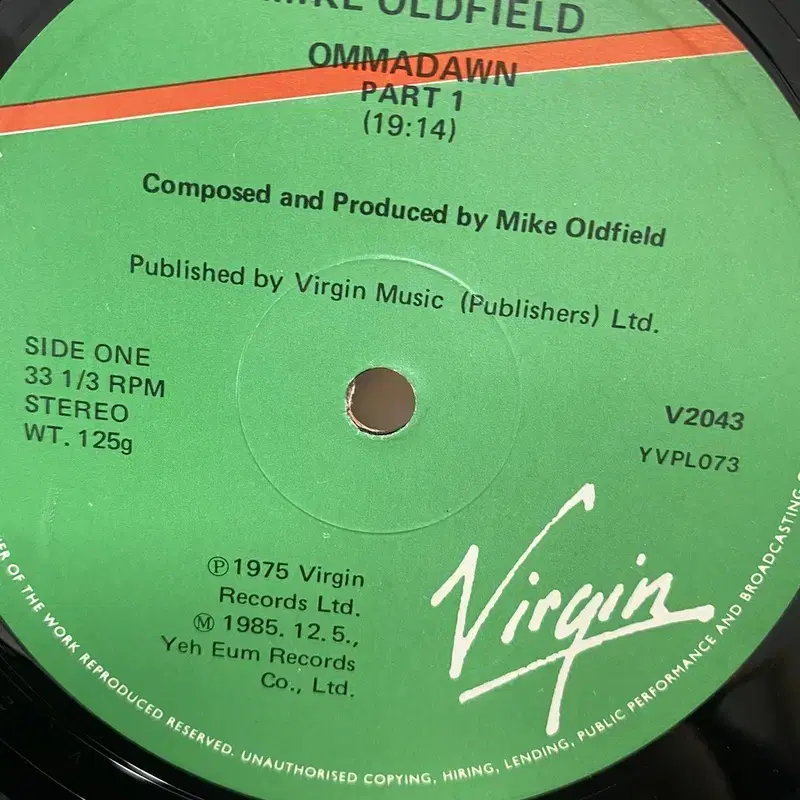 MIKE OLDFIELD
OMMADAWN
PART 1
(19:14)
Composed and Produced by Mike Oldfield
Published by Virgin Music (Publishers) Ltd.
SIDE ONE
33 1/3 RPM
STEREO
WT. 125g
V2043
YVPL073
Ⓟ1975 Virgin
Records Ltd.
Ⓜ 1985. 12. 5.,
Yeh Eum Records
Co., Ltd.
Virgin
OF THE WORK REPRODUCED RESERVED. UNAUTHORISED COPYING, HIRING, LENDING, PUBLIC PERFORMANCE AND BROADCASTING